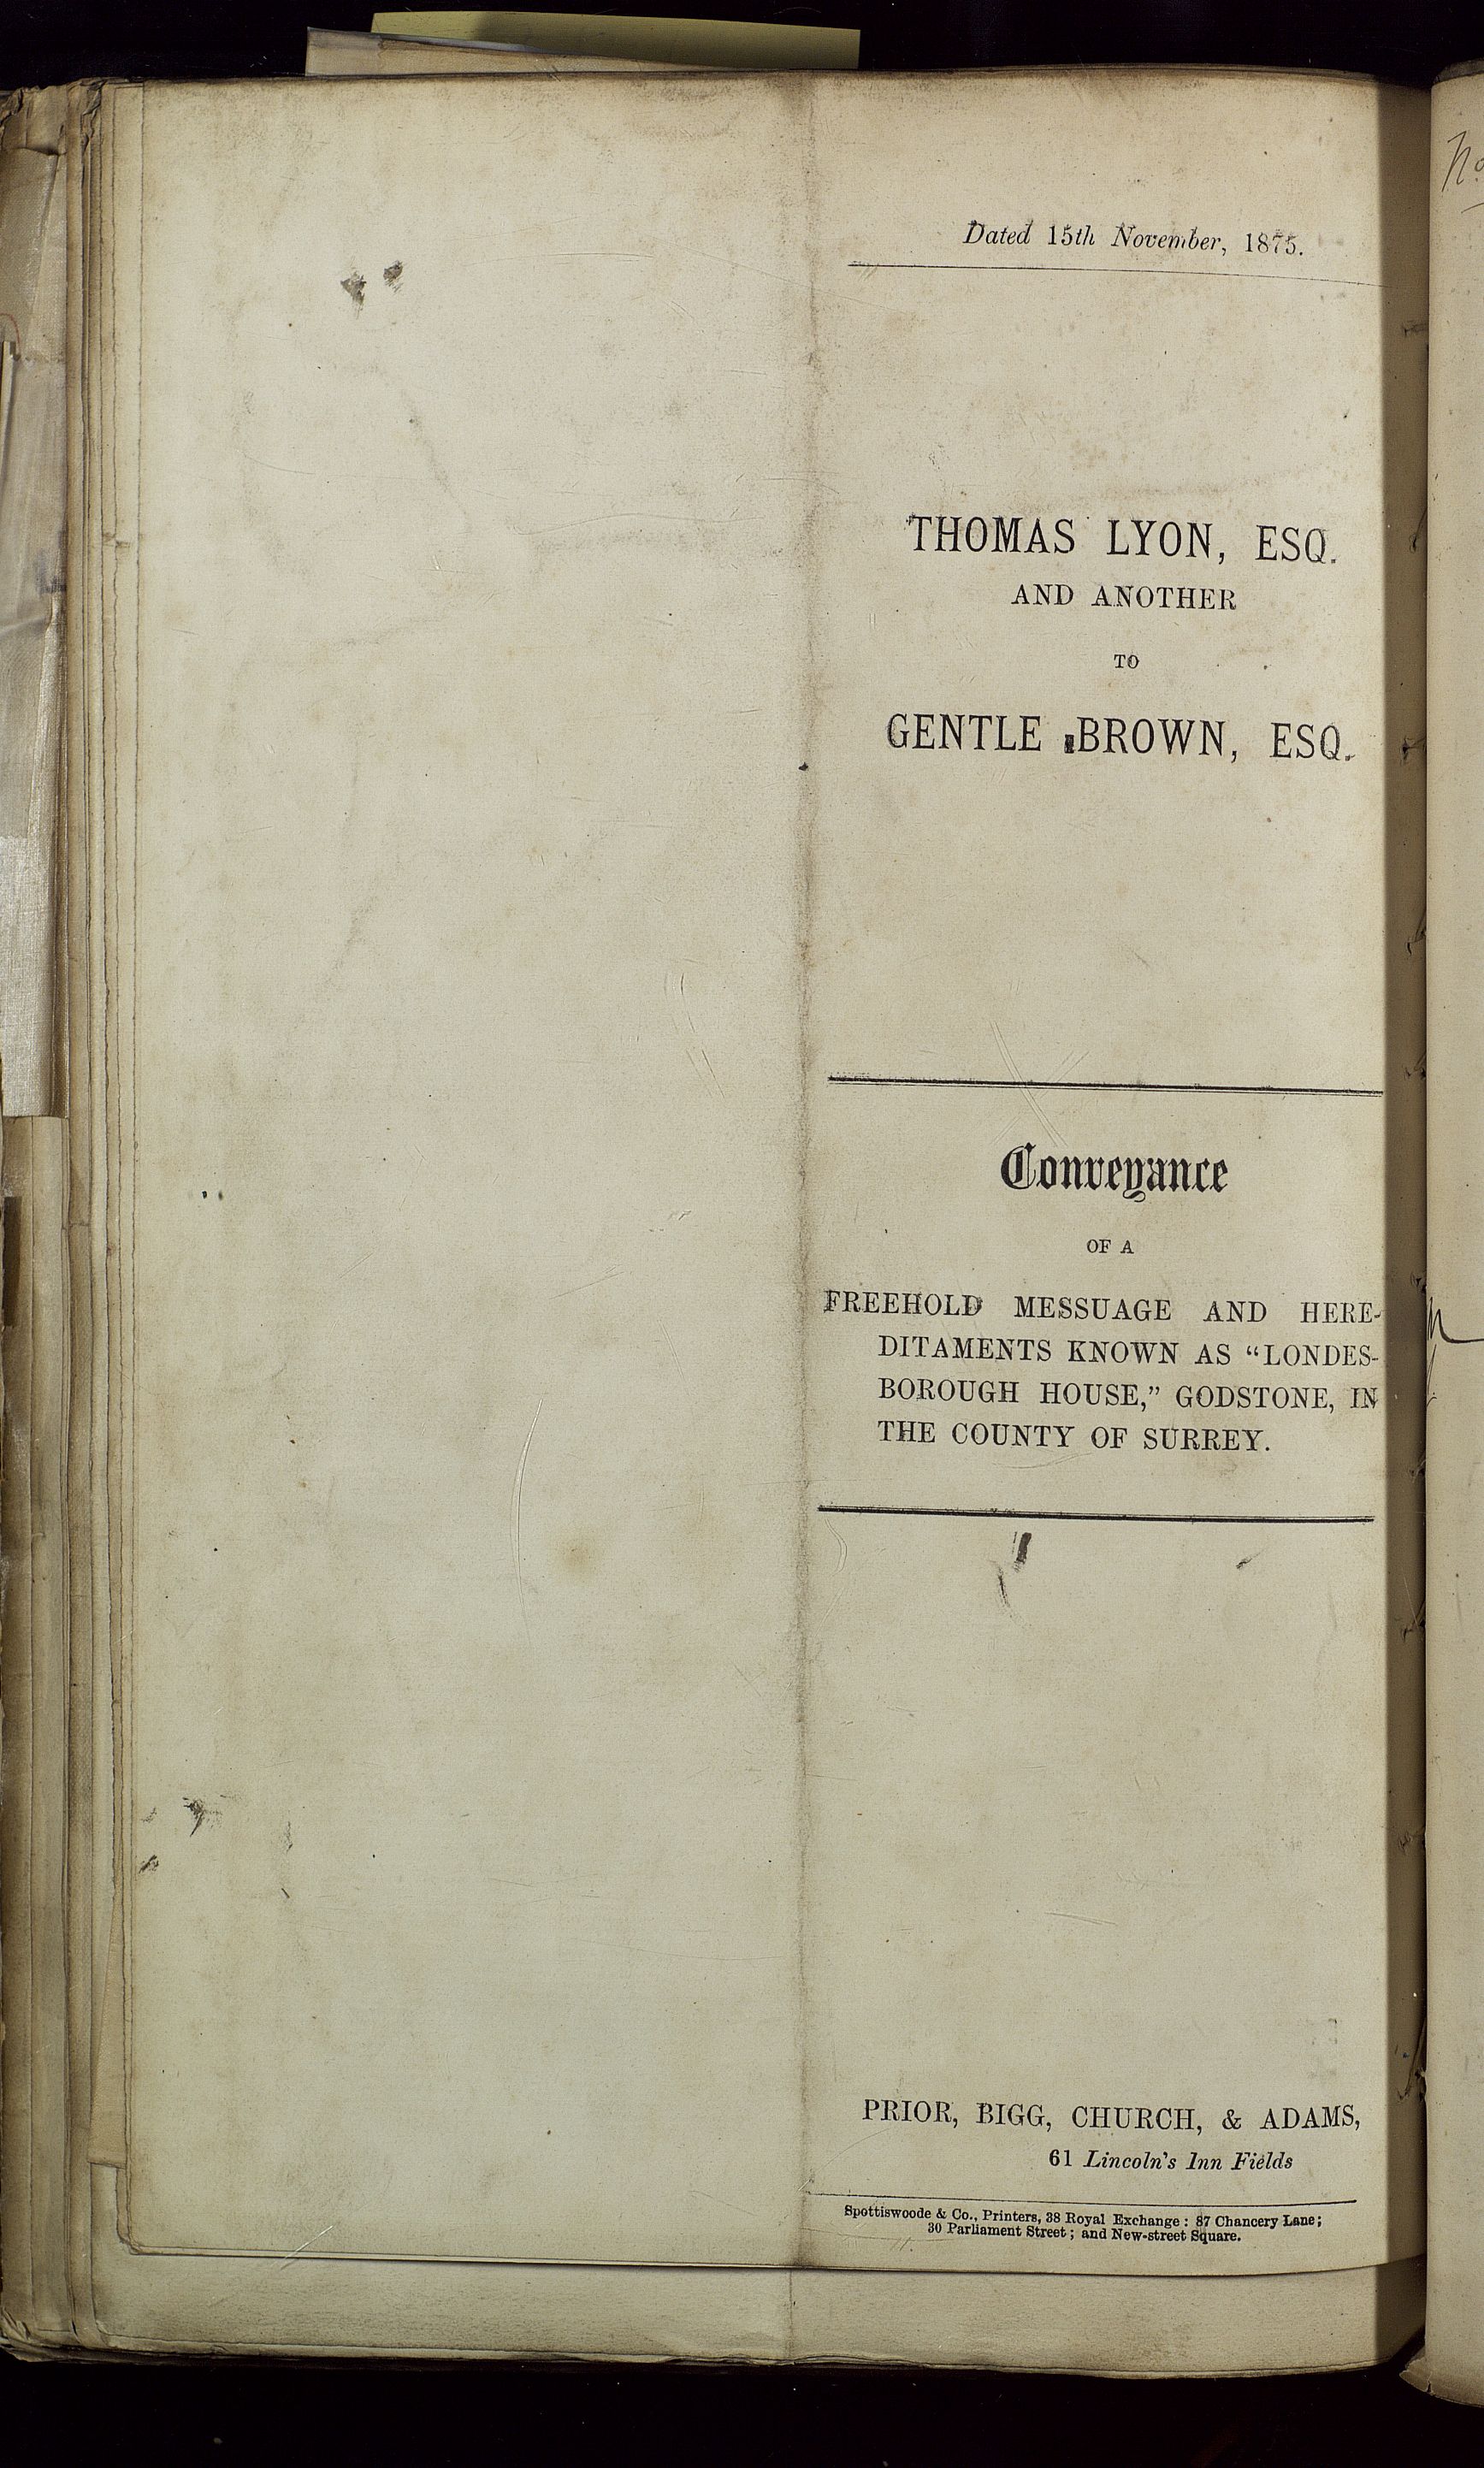 Dated 15th November, 1875.
THOMAS LYON, ESQ.
AND ANOTHER
TO
GENTLE BROWN, ESQ.
Conveyance
OF A
FREEHOLD MESSUAGE AND HERE-
DITAMENTS KNOWN AS “LONDES-
BOROUGH HOUSE,” GODSTONE, IN
THE COUNTY OF SURREY.
PRIOR, BIGG, CHURCH, & ADAMS,
61 Lincoln's Inn Fields
Spottiswoode & Co., Printers, 38 Royal Exchange : 87 Chancery Lane ;
30 Parliament Street ; and New-street Square.
No